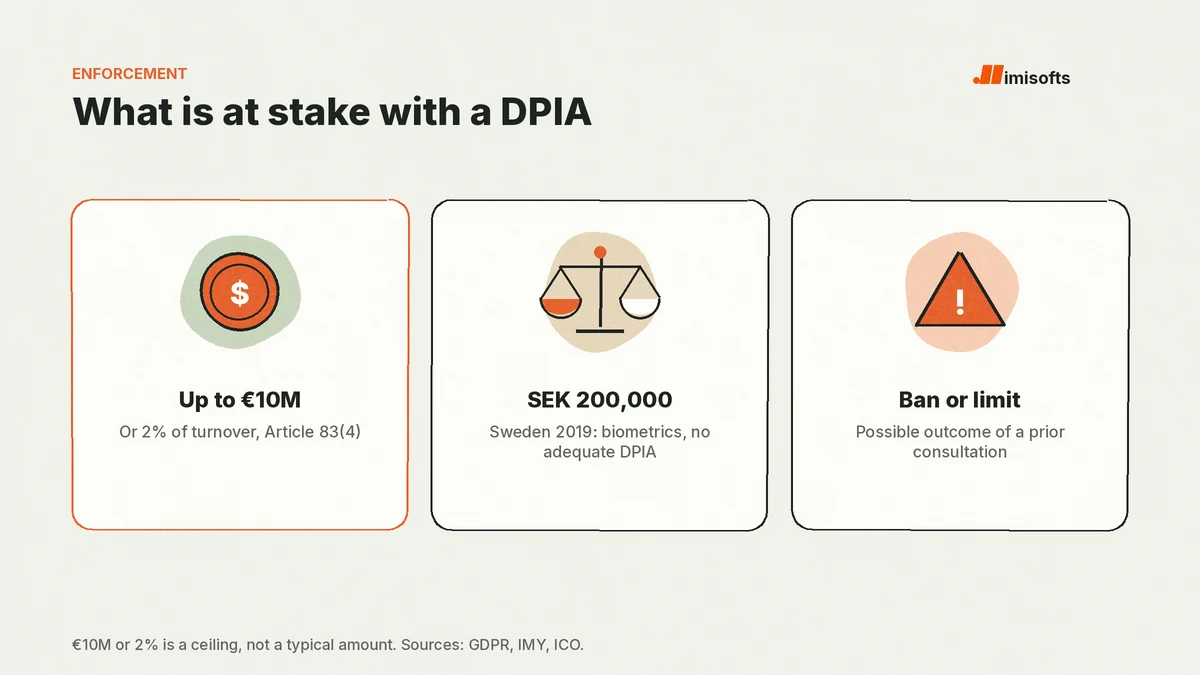 ENFORCEMENT
What is at stake with a DPIA
imisofts
$
!
Up to €10M
Or 2% of turnover, Article 83(4)
SEK 200,000
Sweden 2019: biometrics, no
adequate DPIA
Ban or limit
Possible outcome of a prior
consultation
€10M or 2% is a ceiling, not a typical amount. Sources: GDPR, IMY, ICO.